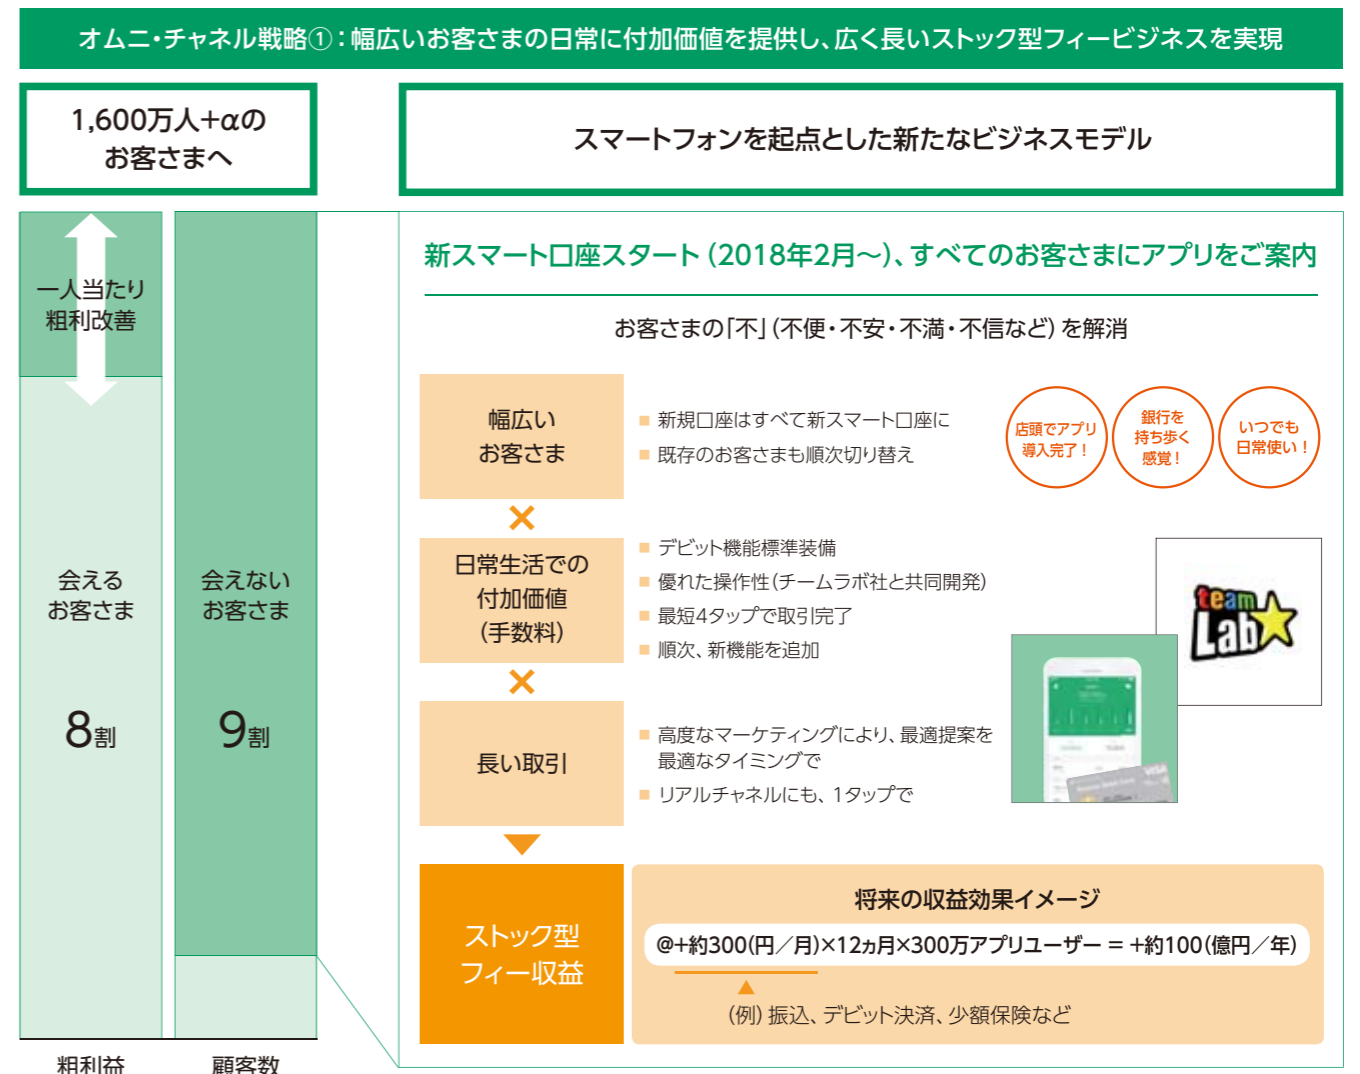 オムニ・チャネル戦略①：幅広いお客さまの日常に付加価値を提供し、広く長いストック型フィービジネスを実現
1,600万人+αの
お客さまへ
スマートフォンを起点とした新たなビジネスモデル
一人当たり
粗利改善
会える
お客さま
8割
会えない
お客さま
9割
粗利益
顧客数
新スマート口座スタート（2018年2月〜）、すべてのお客さまにアプリをご案内
お客さまの「不」（不便・不安・不満・不信など）を解消
幅広い
お客さま
■ 新規口座はすべて新スマート口座に
■ 既存のお客さまも順次切り替え
店頭でアプリ
導入完了！
銀行を
持ち歩く
感覚！
いつでも
日常使い！
×
日常生活での
付加価値
（手数料）
■ デビット機能標準装備
■ 優れた操作性（チームラボ社と共同開発）
■ 最短4タップで取引完了
■ 順次、新機能を追加
team
Lab
VISA
×
長い取引
■ 高度なマーケティングにより、最適提案を
最適なタイミングで
■ リアルチャネルにも、1タップで
ストック型
フィー収益
将来の収益効果イメージ
@+約300（円／月）×12ヵ月×300万アプリユーザー = +約100（億円／年）
（例）振込、デビット決済、少額保険など